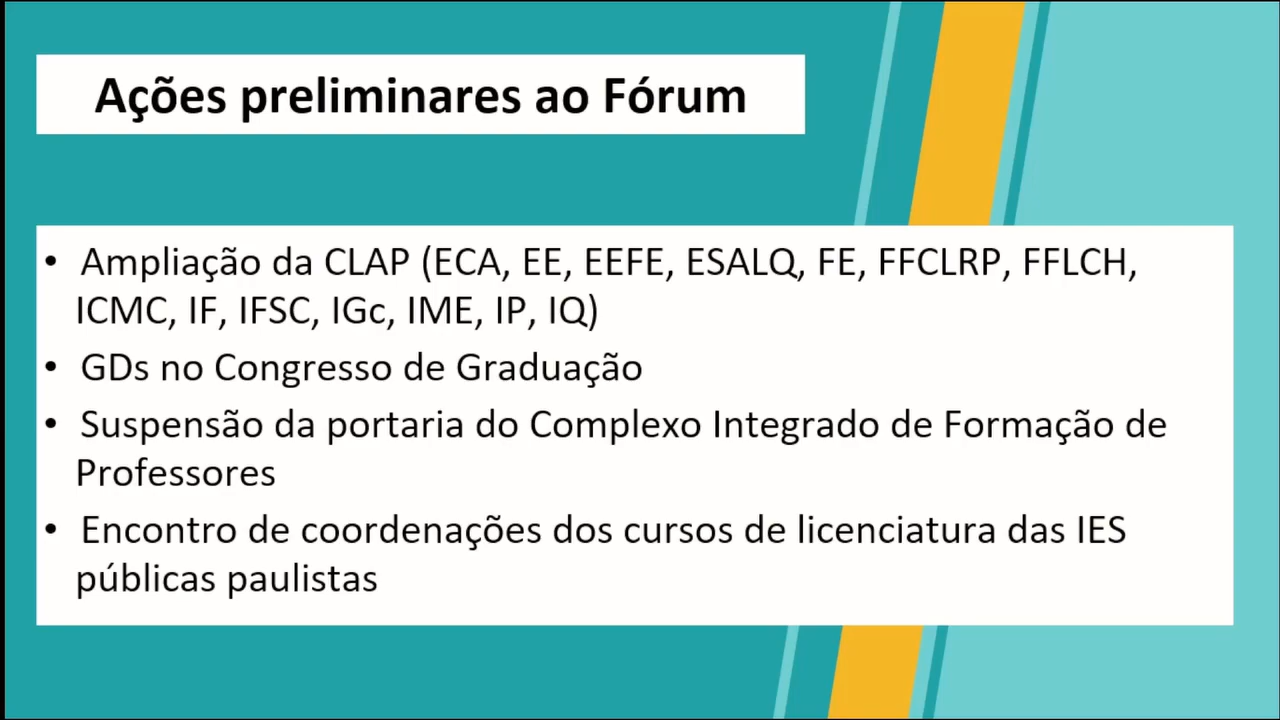 Ações preliminares ao Fórum
• Ampliação da CLAP (ECA, EE, EEFE, ESALQ, FE, FFCLRP, FFLCH,
ICMC, IF, IFSC, IGc, IME, IP, IQ)
• GDs no Congresso de Graduação
• Suspensão da portaria do Complexo Integrado de Formação de
Professores
• Encontro de coordenações dos cursos de licenciatura das IES
públicas paulistas